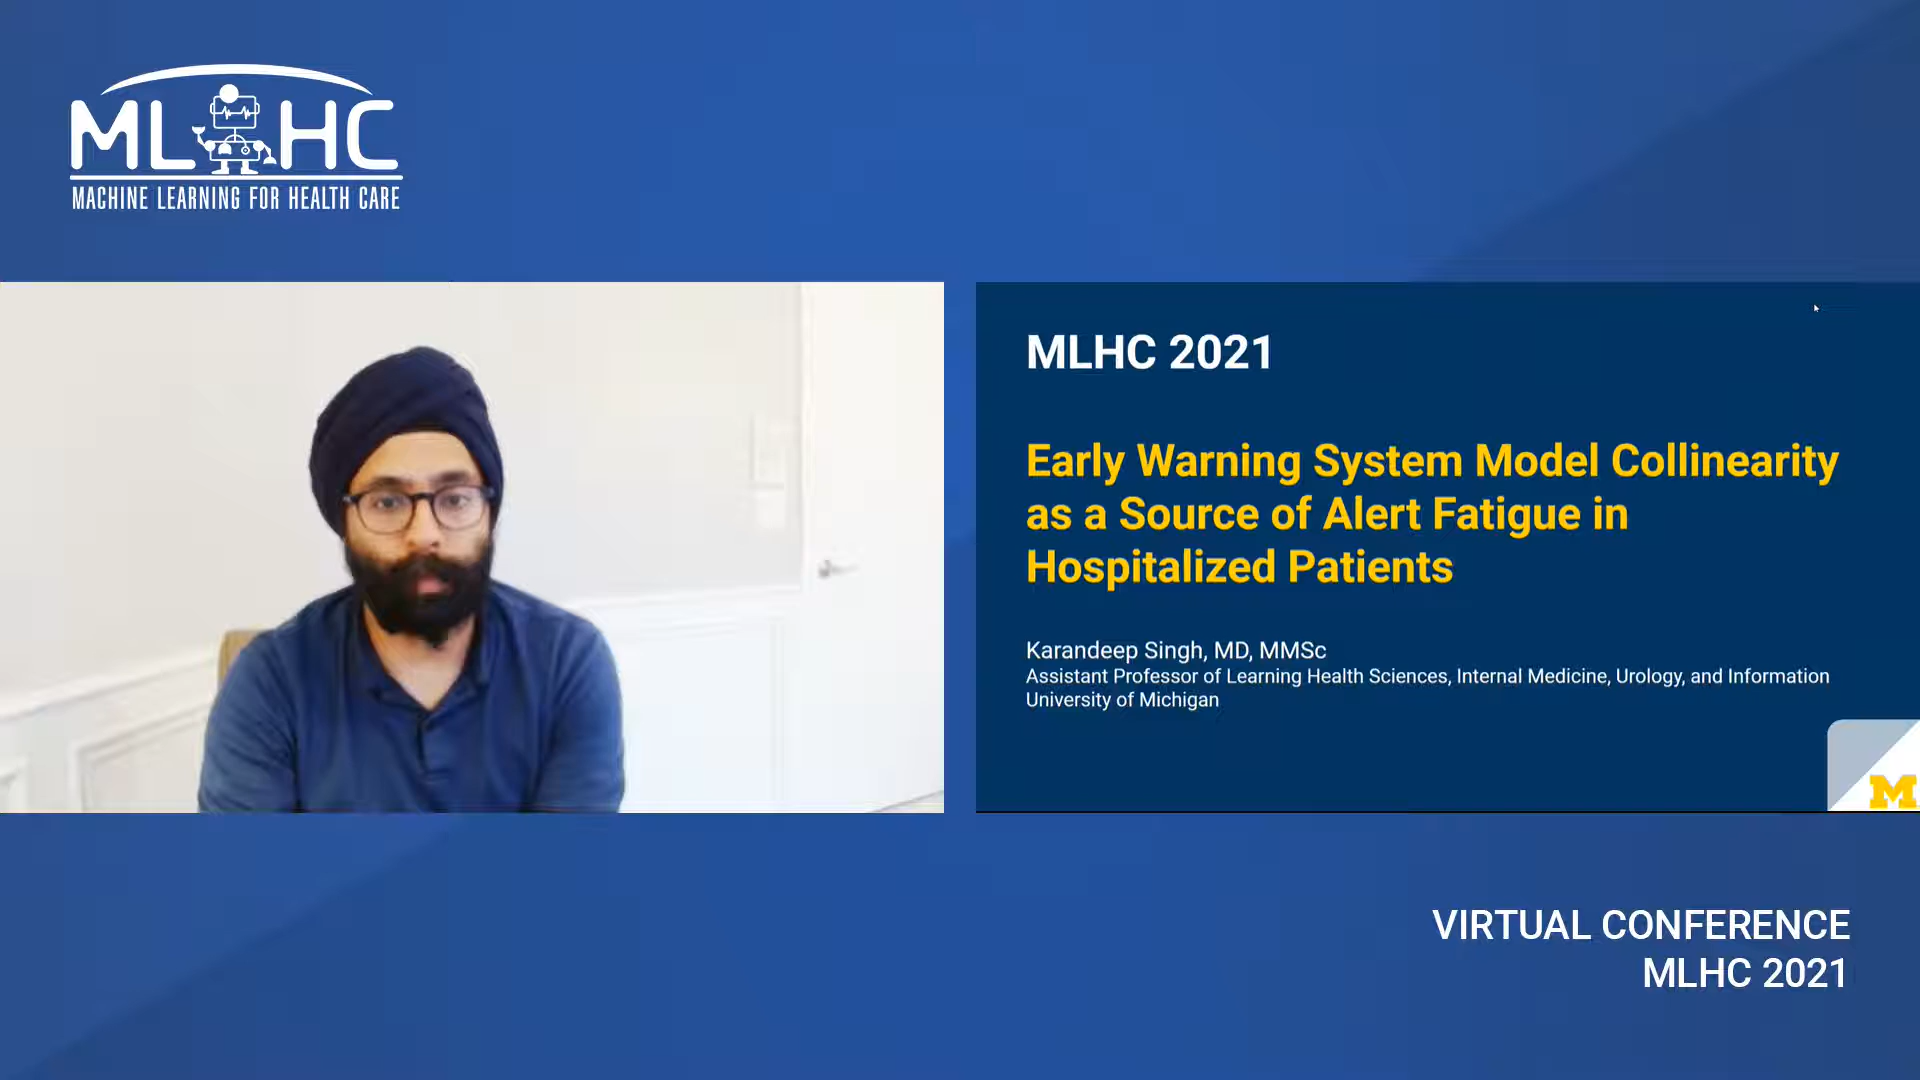 MLHC
MACHINE LEARNING FOR HEALTH CARE
MLHC 2021
Early Warning System Model Collinearity
as a Source of Alert Fatigue in
Hospitalized Patients
Karandeep Singh, MD, MMSc
Assistant Professor of Learning Health Sciences, Internal Medicine, Urology, and Information
University of Michigan
M
VIRTUAL CONFERENCE
MLHC 2021